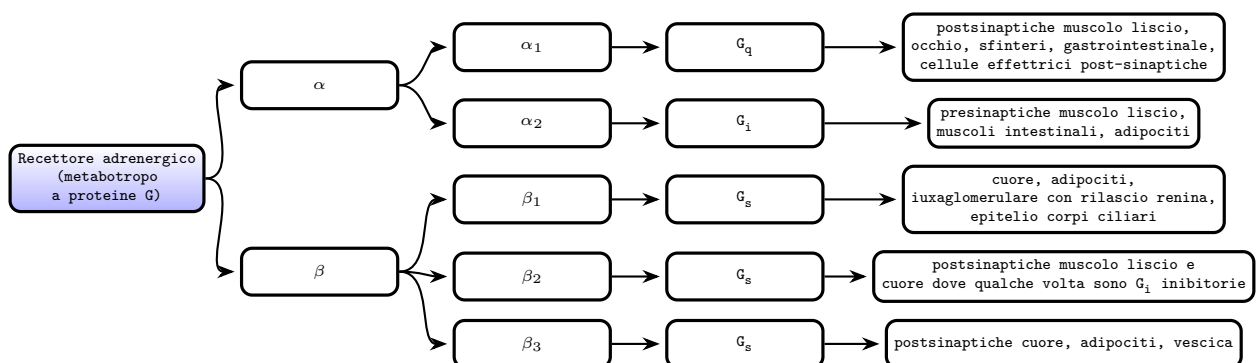 Recettore adrenergico
(metabotropo
a proteine G)
α
β
α1
Gq
postsinaptiche muscolo liscio,
occhio, sfinteri, gastrointestinale,
cellule effettrici post-sinaptiche
α2
Gi
presinaptiche muscolo liscio,
muscoli intestinali, adipociti
β1
Gs
cuore, adipociti,
iuxaglomerulare con rilascio renina,
epitelio corpi ciliari
β2
Gs
postsinaptiche muscolo liscio e
cuore dove qualche volta sono Gi inibitorie
β3
Gs
postsinaptiche cuore, adipociti, vescica